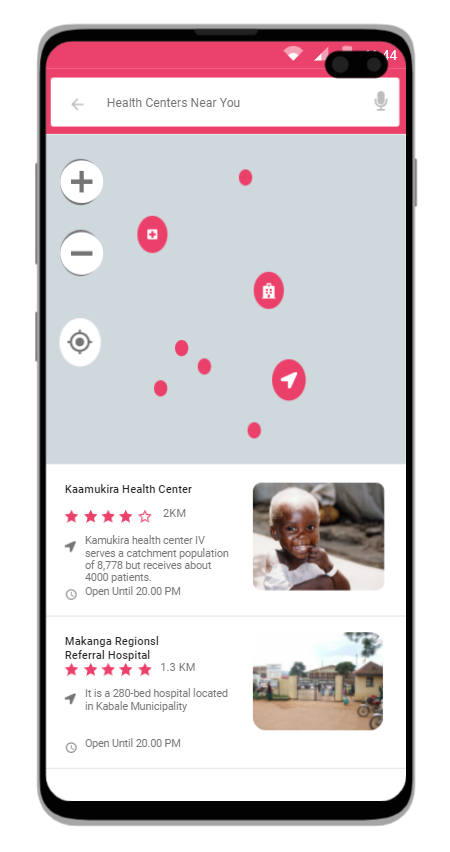 44
Health Centers Near You
Kaamukira Health Center
2KM
Kamukira health center IV
serves a catchment population
of 8,778 but receives about
4000 patients.
Open Until 20.00 PM
Makanga Regionsl
Referral Hospital
1.3 KM
It is a 280-bed hospital located
in Kabale Municipality
Open Until 20.00 PM